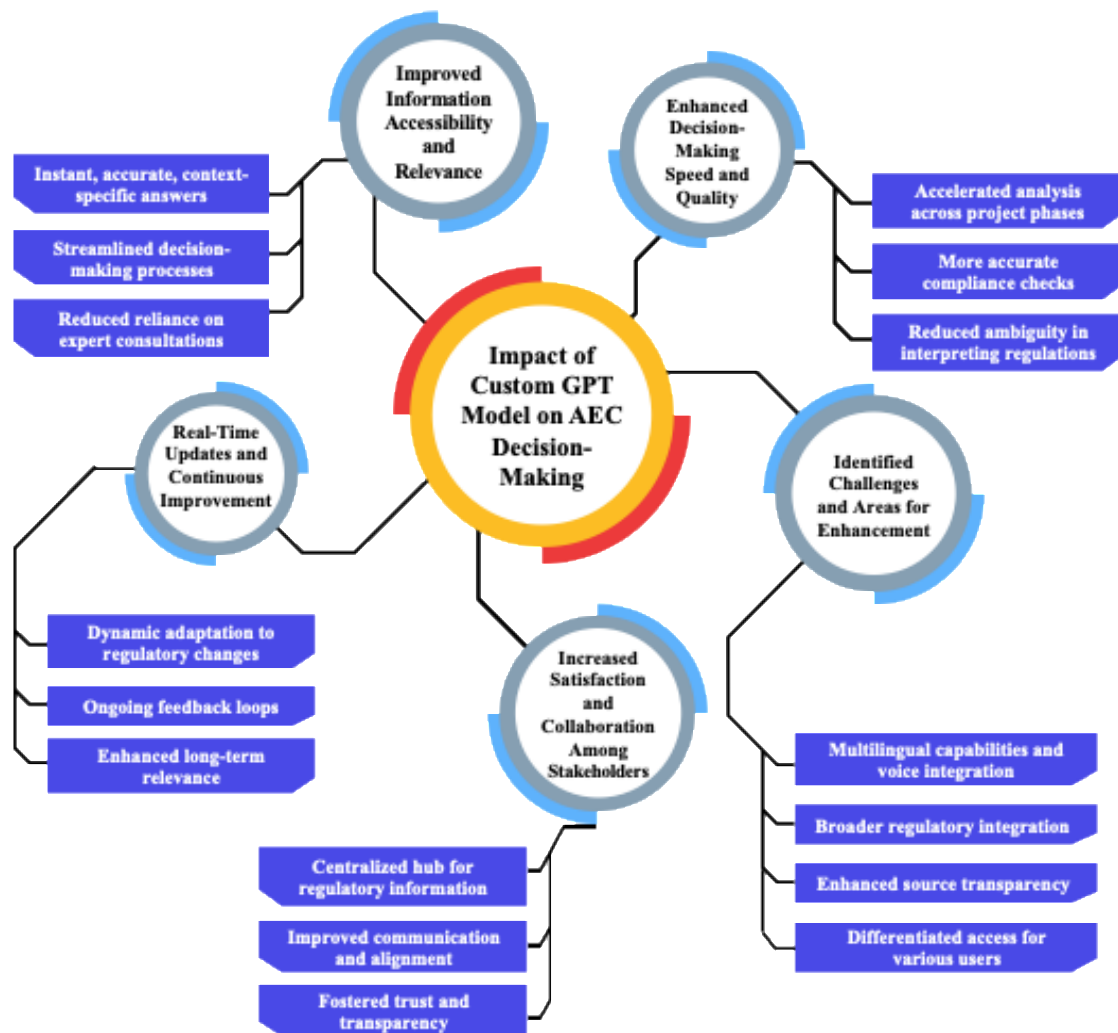 Improved
Information
Accessibility
and
Relevance
Instant, accurate, context-
specific answers
Streamlined decision-
making processes
Reduced reliance on
expert consultations
Enhanced
Decision-
Making
Speed and
Quality
Accelerated analysis
across project phases
More accurate
compliance checks
Reduced ambiguity in
interpreting regulations
Impact of
Custom GPT
Model on AEC
Decision-
Making
Real-Time
Updates and
Continuous
Improvement
Dynamic adaptation to
regulatory changes
Ongoing feedback loops
Enhanced long-term
relevance
Identified
Challenges
and Areas for
Enhancement
Multilingual capabilities and
voice integration
Broader regulatory integration
Enhanced source transparency
Differentiated access for
various users
Increased
Satisfaction
and
Collaboration
Among
Stakeholders
Centralized hub for
regulatory information
Improved communication
and alignment
Fostered trust and
transparency